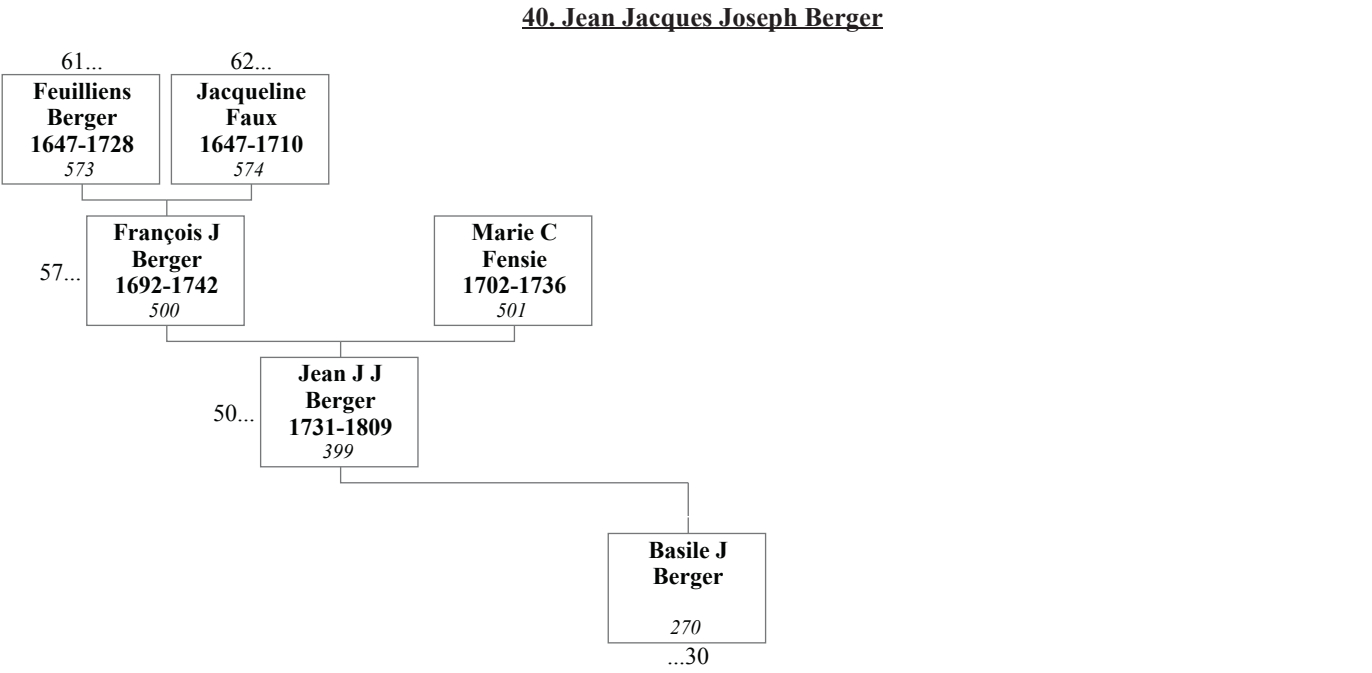 40. Jean Jacques Joseph Berger
61...
62...
Feuilliens
Berger
1647-1728
573
Jacqueline
Faux
1647-1710
574
57...
François J
Berger
1692-1742
500
Marie C
Fensie
1702-1736
501
50...
Jean J J
Berger
1731-1809
399
Basile J
Berger
270
...30